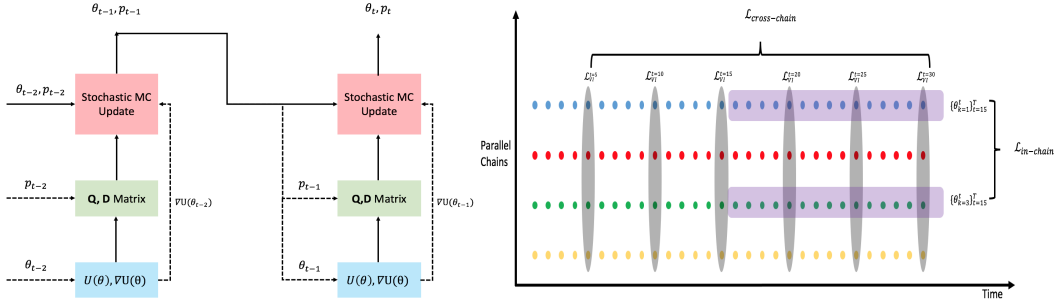 θ_{t-1}, p_{t-1}
θ_t, p_t
θ_{t-2}, p_{t-2}
Stochastic MC
Update
Stochastic MC
Update
p_{t-2}
Q, D Matrix
∇U(θ_{t-2})
p_{t-1}
Q,D Matrix
∇U(θ_{t-1})
θ_{t-2}
U(θ), ∇U(θ)
θ_{t-1}
U(θ), ∇U(θ)
ℒ_{cross-chain}
ℒ_{VI}^{t=5} ℒ_{VI}^{t=10} ℒ_{VI}^{t=15} ℒ_{VI}^{t=20} ℒ_{VI}^{t=25} ℒ_{VI}^{t=30}
{θ_{k=1}^t}_{t=15}^T
Parallel
Chains
ℒ_{in-chain}
{θ_{k=3}^t}_{t=15}^T
Time